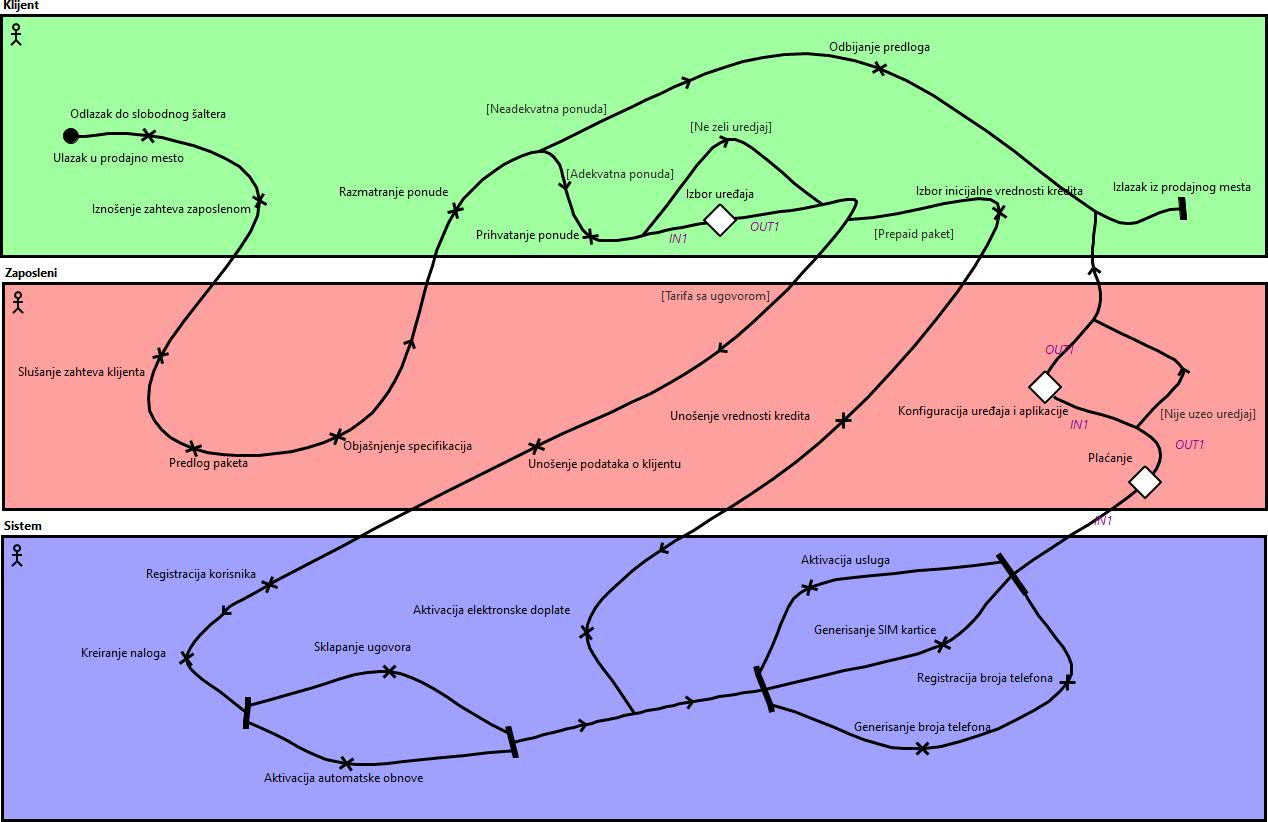 Klijent
Odbijanje predloga
Odlazak do slobodnog šaltera
[Neadekvatna ponuda]
[Ne zeli uredjaj]
Ulazak u prodajno mesto
[Adekvatna ponuda]
Razmatranje ponude
Izbor uređaja
Izbor inicijalne vrednosti kredita
Izlazak iz prodajnog mesta
Iznošenje zahteva zaposlenom
Prihvatanje ponude
IN1
OUT1
[Prepaid paket]
Zaposleni
[Tarifa sa ugovorom]
OUT1
Slušanje zahteva klijenta
Unošenje vrednosti kredita
Konfiguracija uređaja i aplikacije
[Nije uzeo uredjaj]
IN1
Objašnjenje specifikacija
OUT1
Predlog paketa
Unošenje podataka o klijentu
Plaćanje
IN1
Sistem
Registracija korisnika
Aktivacija usluga
Aktivacija elektronske doplate
Generisanje SIM kartice
Kreiranje naloga
Sklapanje ugovora
Registracija broja telefona
Generisanje broja telefona
Aktivacija automatske obnove